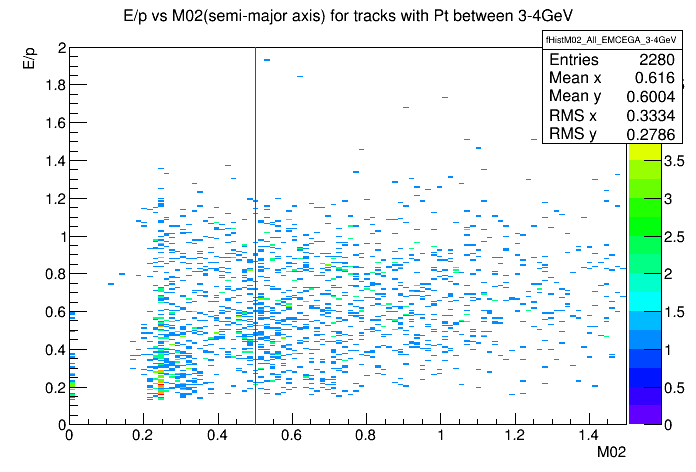 E/p vs M02(semi-major axis) for tracks with Pt between 3-4GeV
fHistM02_All_EMCEGA_3-4GeV
Entries 2280
Mean x 0.616
Mean y 0.6004
RMS x 0.3334
RMS y 0.2786
E/p
2
1.8
1.6
1.4
1.2
1
0.8
0.6
0.4
0.2
0
3.5
3
2.5
2
1.5
1
0.5
0
0 0.2 0.4 0.6 0.8 1 1.2 1.4
M02